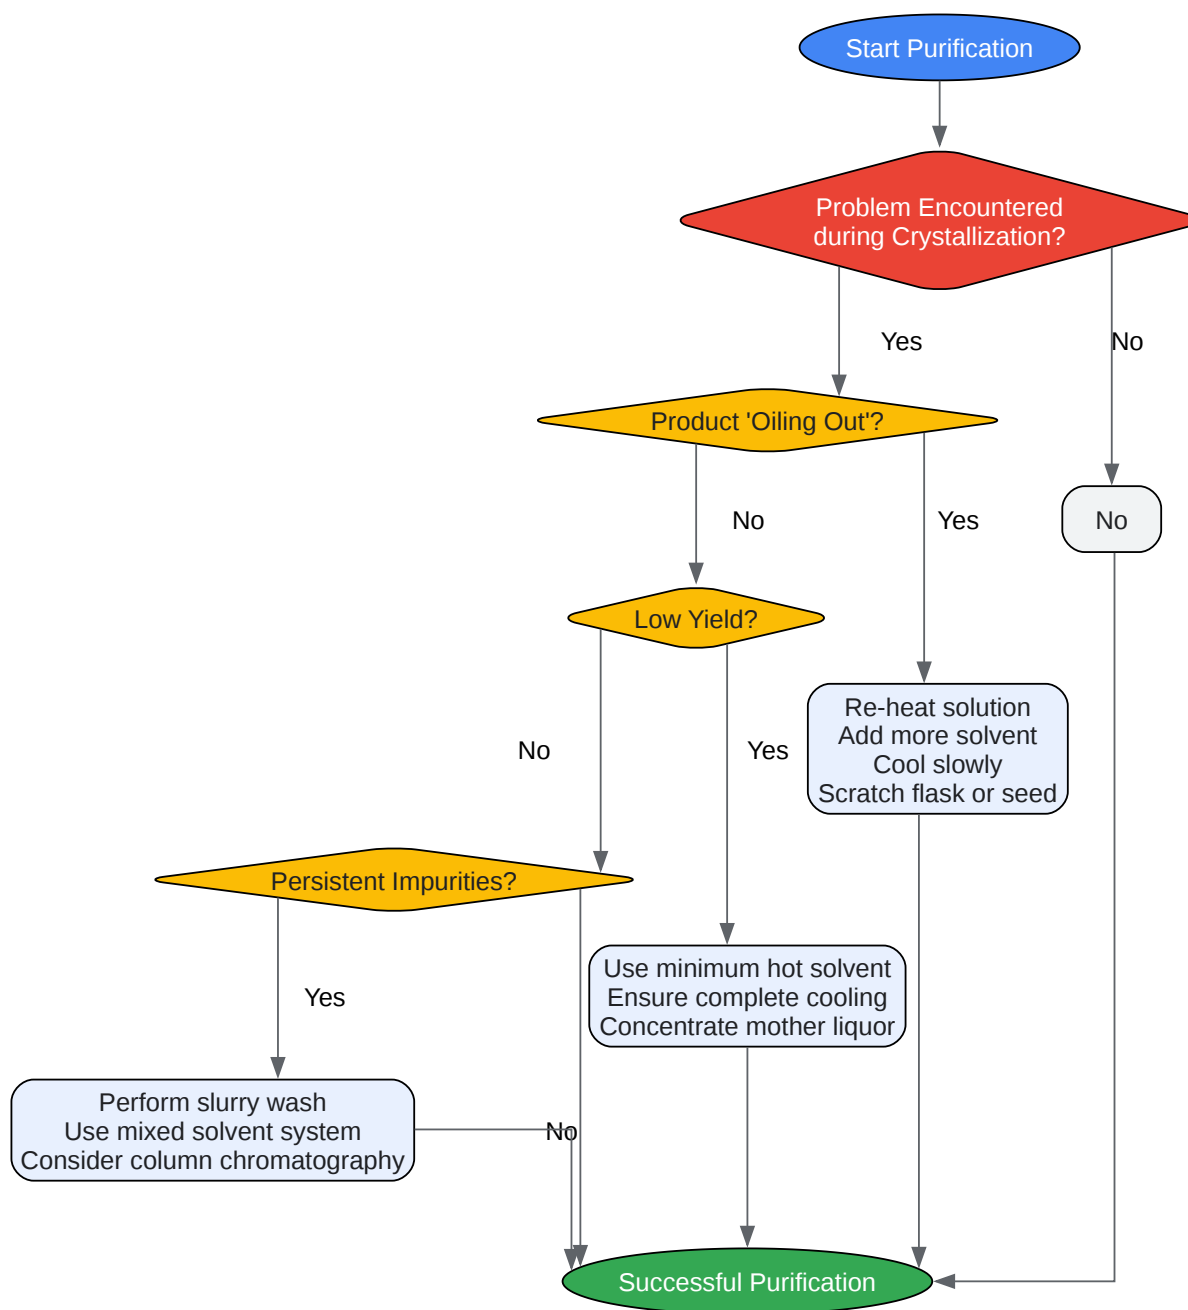 Start Purification
Problem Encountered
during Crystallization?
Yes
No
Product 'Oiling Out'?
No
Yes
No
Low Yield?
Re-heat solution
Add more solvent
Cool slowly
Scratch flask or seed
No
Yes
Persistent Impurities?
Use minimum hot solvent
Ensure complete cooling
Concentrate mother liquor
Yes
Perform slurry wash
Use mixed solvent system
Consider column chromatography
No
Successful Purification